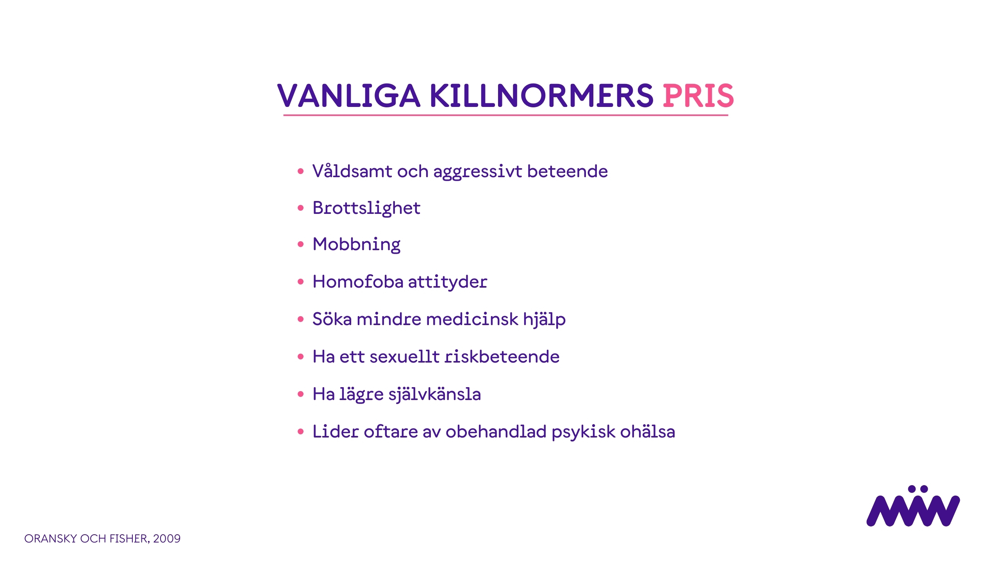 VANLIGA KILLNORMERS PRIS
• Våldsamt och aggressivt beteende
• Brottslighet
• Mobbning
• Homofoba attityder
• Söka mindre medicinsk hjälp
• Ha ett sexuellt riskbeteende
• Ha lägre självkänsla
• Lider oftare av obehandlad psykisk ohälsa
MÄN
ORANSKY OCH FISHER, 2009